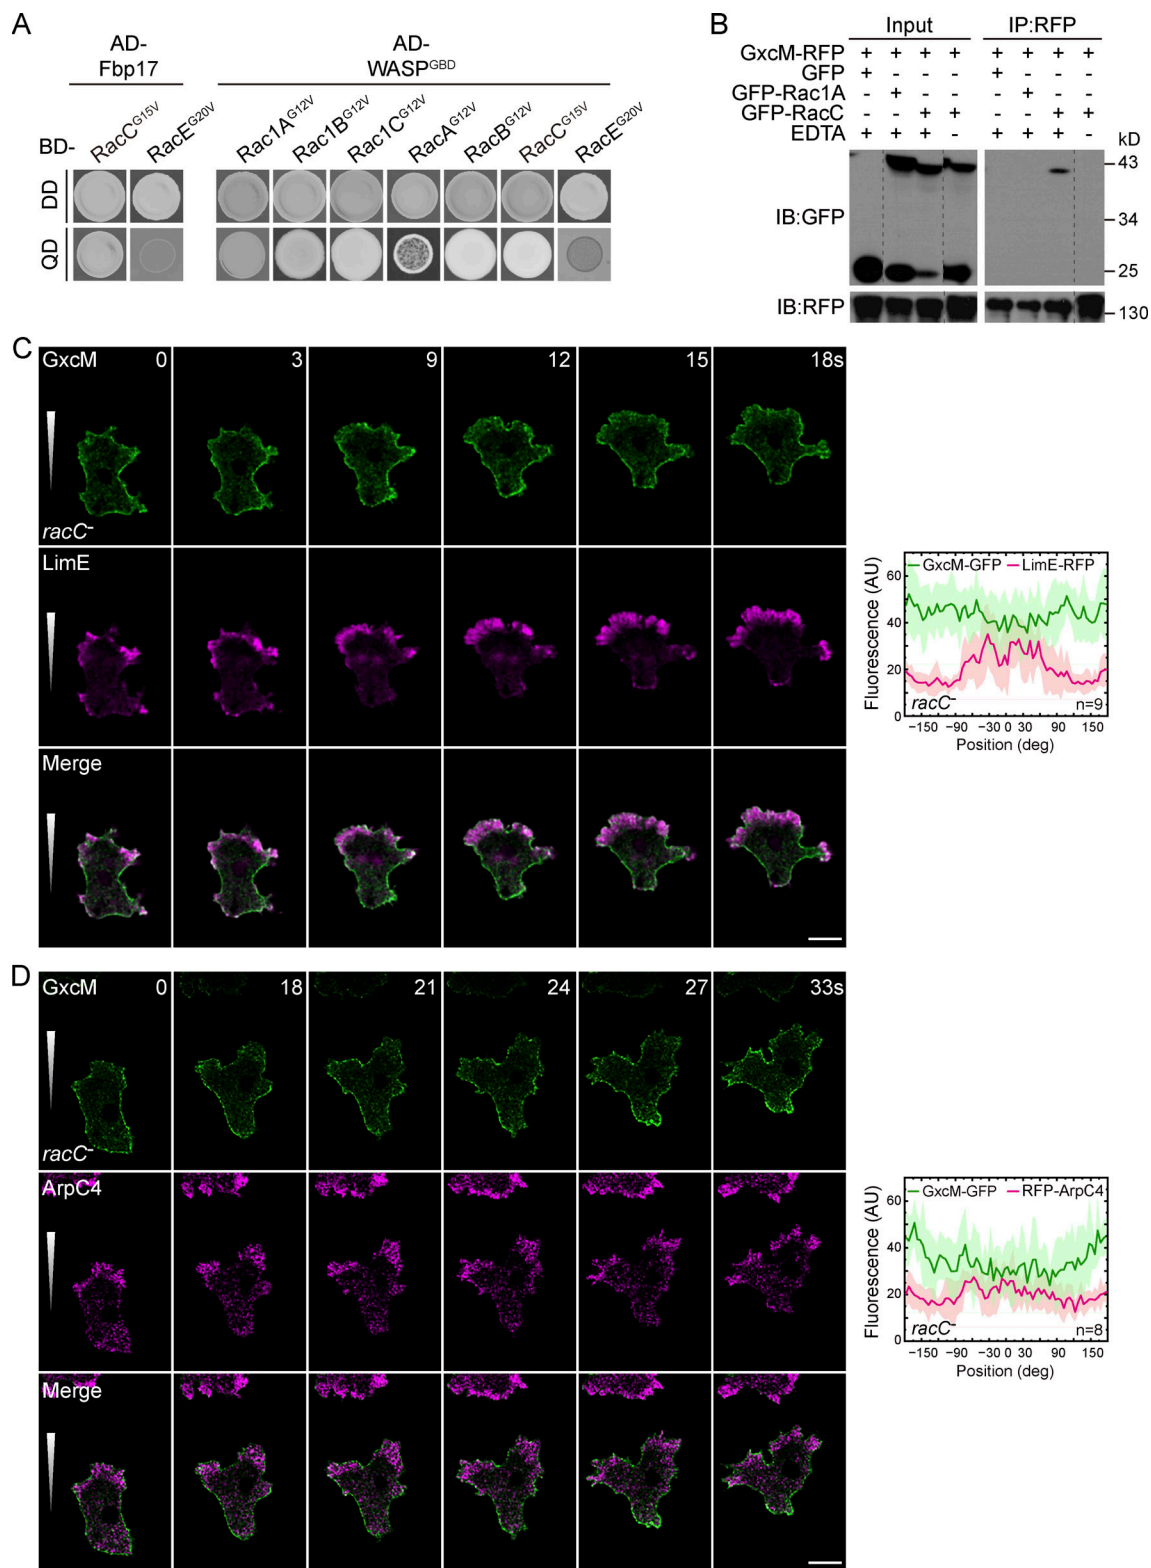 A
AD-
Fbp17
AD-
WASP^GBD
BD-
RacC^G15V
RacE^G20V
Rac1A^G12V
Rac1B^G12V
Rac1C^G12V
RacA^G12V
RacB^G12V
RacC^G15V
RacE^G20V
DD
QD
B
Input IP:RFP
GxcM-RFP + + + + + + + +
GFP + - - - + - - -
GFP-Rac1A - + - - - + - -
GFP-RacC - - + + - - + +
EDTA + + + - + + + -
kD
IB:GFP
43
34
25
IB:RFP
130
C
GxcM 0 3 9 12 15 18s
racC-
LimE
Merge
Fluorescence (AU)
60
40
20
0
GxcM-GFP LimE-RFP
racC- n=9
−150 −90 −30 0 30 90 150
Position (deg)
D
GxcM 0 18 21 24 27 33s
racC-
ArpC4
Merge
Fluorescence (AU)
60
40
20
0
GxcM-GFP RFP-ArpC4
racC- n=8
−150 −90 −30 0 30 90 150
Position (deg)